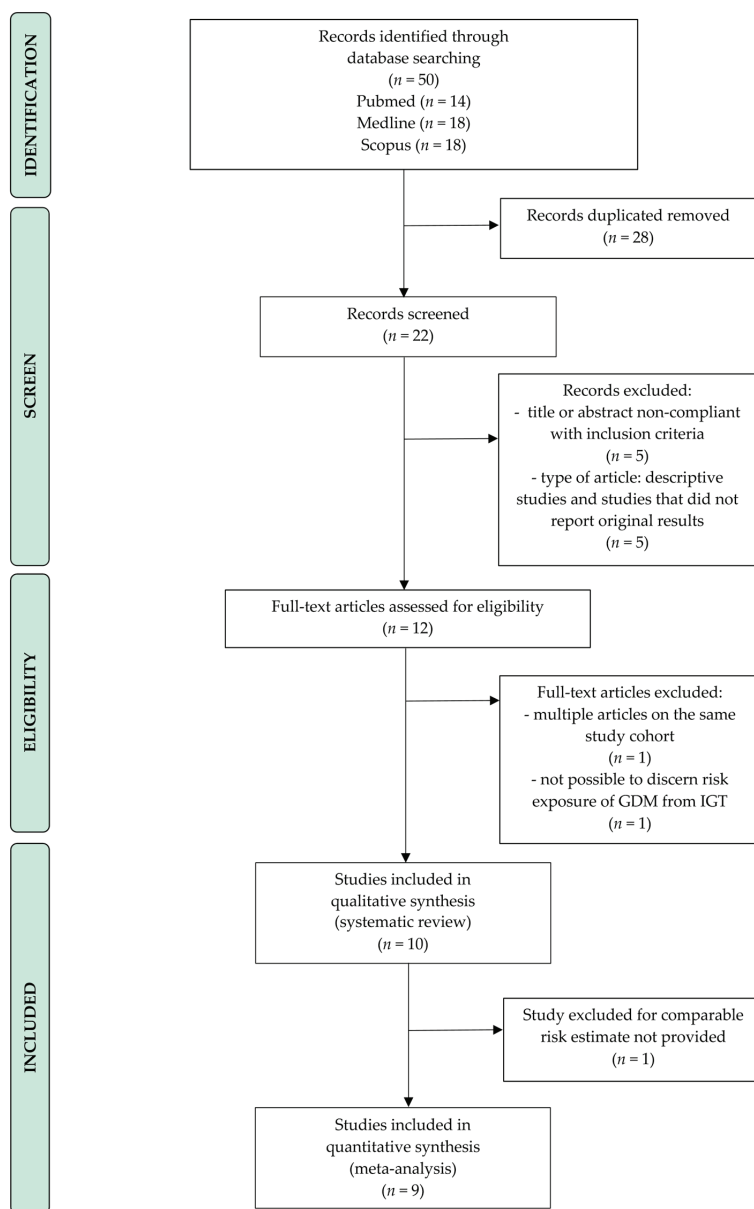 IDENTIFICATION
Records identified through
database searching
(n = 50)
Pubmed (n = 14)
Medline (n = 18)
Scopus (n = 18)
SCREEN
Records duplicated removed
(n = 28)
Records screened
(n = 22)
Records excluded:
- title or abstract non-compliant
with inclusion criteria
(n = 5)
- type of article: descriptive
studies and studies that did not
report original results
(n = 5)
ELIGIBILITY
Full-text articles assessed for eligibility
(n = 12)
Full-text articles excluded:
- multiple articles on the same
study cohort
(n = 1)
- not possible to discern risk
exposure of GDM from IGT
(n = 1)
INCLUDED
Studies included in
qualitative synthesis
(systematic review)
(n = 10)
Study excluded for comparable
risk estimate not provided
(n = 1)
Studies included in
quantitative synthesis
(meta-analysis)
(n = 9)